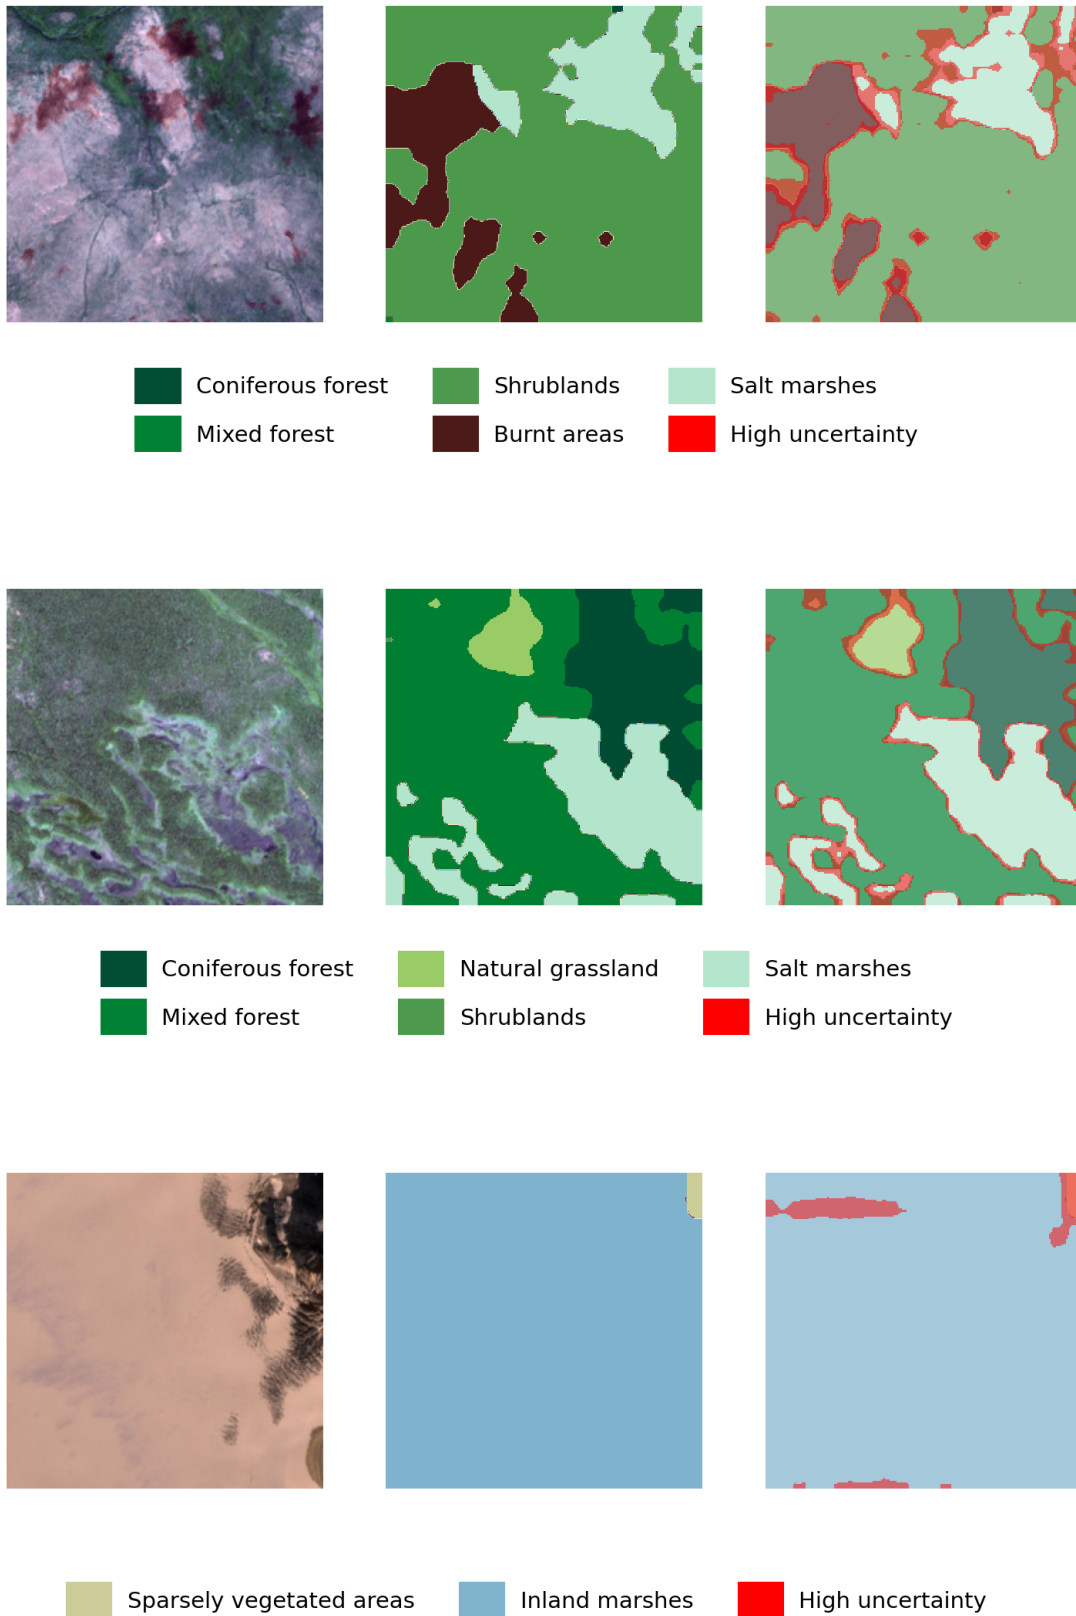 Coniferous forest Shrublands Salt marshes
Mixed forest Burnt areas High uncertainty
Coniferous forest Natural grassland Salt marshes
Mixed forest Shrublands High uncertainty
Sparsely vegetated areas Inland marshes High uncertainty